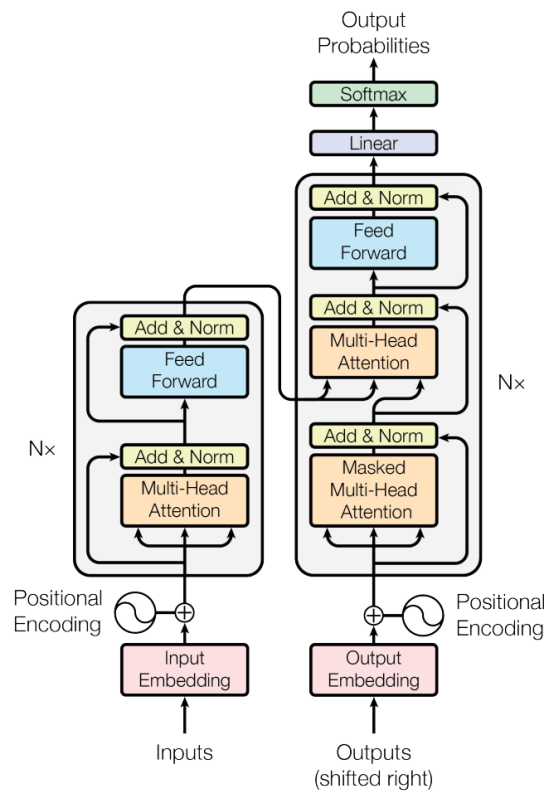 Output
Probabilities
Softmax
Linear
Add & Norm
Feed
Forward
Add & Norm
Multi-Head
Attention
Add & Norm
Masked
Multi-Head
Attention
N×
Add & Norm
Feed
Forward
Add & Norm
Multi-Head
Attention
N×
Positional
Encoding
Positional
Encoding
Input
Embedding
Output
Embedding
Inputs
Outputs
(shifted right)